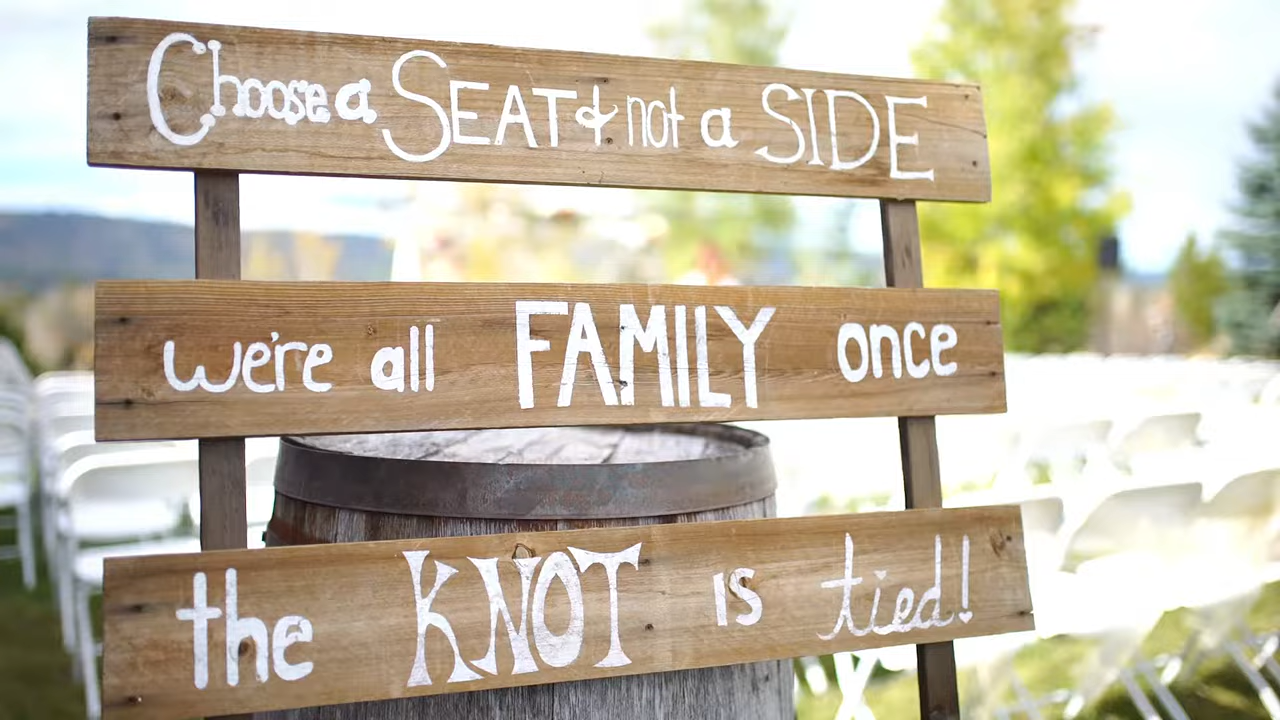 Choose a SEAT & not a SIDE
we're all FAMILY once
the KNOT is tied!